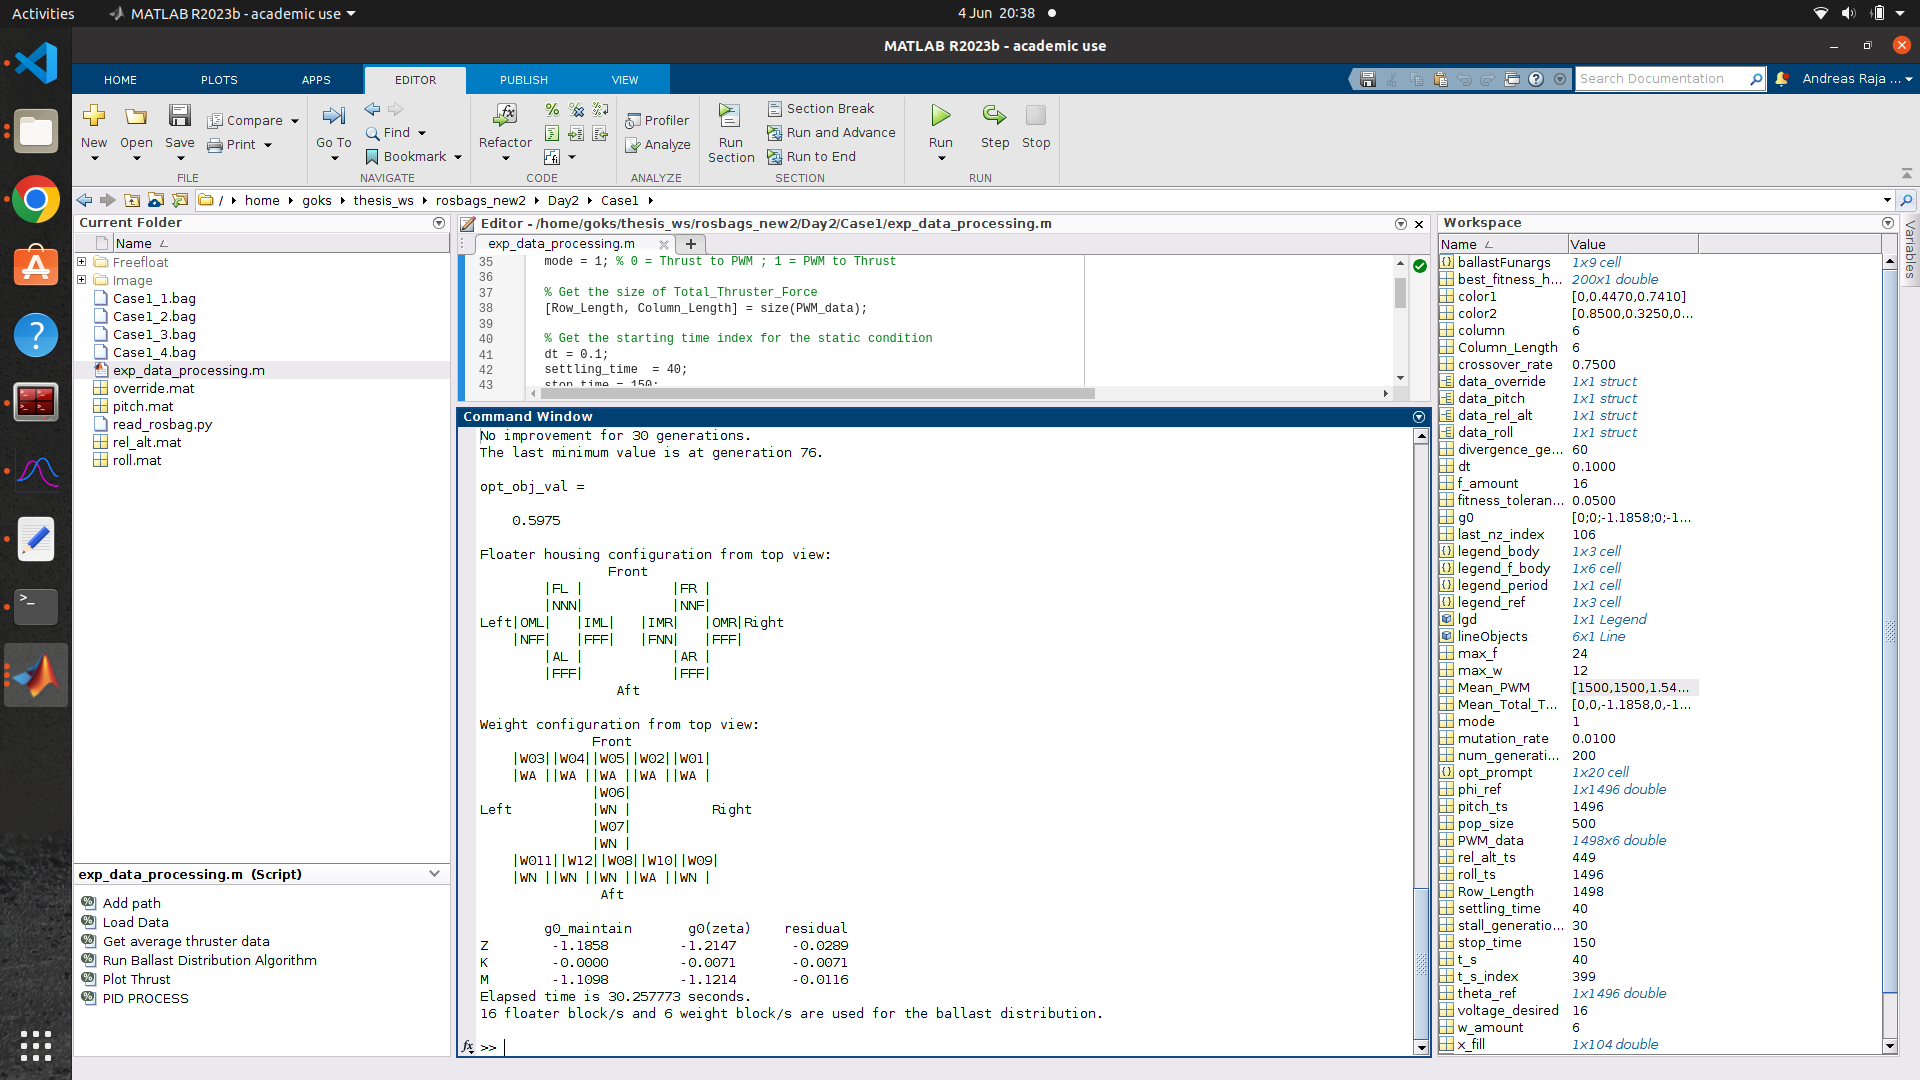 Activities
MATLAB R2023b - academic use
4 Jun 20:38
MATLAB R2023b - academic use
HOME PLOTS APPS EDITOR PUBLISH VIEW
Search Documentation
Andreas Raja ...
New Open Save Compare Print
Go To Find Bookmark
Refactor
Profiler Analyze
Run Section
Section Break
Run and Advance
Run to End
Run Step Stop
FILE NAVIGATE CODE ANALYZE SECTION RUN
/ home goks thesis_ws rosbags_new2 Day2 Case1
Current Folder
Name
Freefloat
Image
Case1_1.bag
Case1_2.bag
Case1_3.bag
Case1_4.bag
exp_data_processing.m
override.mat
pitch.mat
read_rosbag.py
rel_alt.mat
roll.mat
exp_data_processing.m (Script)
Add path
Load Data
Get average thruster data
Run Ballast Distribution Algorithm
Plot Thrust
PID PROCESS
Editor - /home/goks/thesis_ws/rosbags_new2/Day2/Case1/exp_data_processing.m
exp_data_processing.m
35 mode = 1; % 0 = Thrust to PWM ; 1 = PWM to Thrust
36
37 % Get the size of Total_Thruster_Force
38 [Row_Length, Column_Length] = size(PWM_data);
39
40 % Get the starting time index for the static condition
41 dt = 0.1;
42 settling_time  = 40;
43 stop_time = 150;
Command Window
No improvement for 30 generations.
The last minimum value is at generation 76.
opt_obj_val =
0.5975
Floater housing configuration from top view:
Front
|FL | |FR |
|NNN| |NNF|
Left|OML| |IML| |IMR| |OMR|Right
|NFF| |FFF| |FNN| |FFF|
|AL | |AR |
|FFF| |FFF|
Aft
Weight configuration from top view:
Front
|W03||W04||W05||W02||W01|
|WA ||WA ||WA ||WA ||WA |
|W06|
Left |WN | Right
|W07|
|WN |
|W011||W12||W08||W10||W09|
|WN ||WN ||WN ||WA ||WN |
Aft
g0_maintain g0(zeta) residual
Z -1.1858 -1.2147 -0.0289
K -0.0000 -0.0071 -0.0071
M -1.1098 -1.1214 -0.0116
Elapsed time is 30.257773 seconds.
16 floater block/s and 6 weight block/s are used for the ballast distribution.
fx >>
Workspace
Name Value
ballastFunargs 1x9 cell
best_fitness_h... 200x1 double
color1 [0,0.4470,0.7410]
color2 [0.8500,0.3250,0...
column 6
Column_Length 6
crossover_rate 0.7500
data_override 1x1 struct
data_pitch 1x1 struct
data_rel_alt 1x1 struct
data_roll 1x1 struct
divergence_ge... 60
dt 0.1000
f_amount 16
fitness_toleran... 0.0500
g0 [0;0;-1.1858;0;-1...
last_nz_index 106
legend_body 1x3 cell
legend_f_body 1x6 cell
legend_period 1x1 cell
legend_ref 1x3 cell
lgd 1x1 Legend
lineObjects 6x1 Line
max_f 24
max_w 12
Mean_PWM [1500,1500,1.54...
Mean_Total_T... [0,0,-1.1858,0,-1...
mode 1
mutation_rate 0.0100
num_generati... 200
opt_prompt 1x20 cell
phi_ref 1x1496 double
pitch_ts 1496
pop_size 500
PWM_data 1498x6 double
rel_alt_ts 449
roll_ts 1496
Row_Length 1498
settling_time 40
stall_generatio... 30
stop_time 150
t_s 40
t_s_index 399
theta_ref 1x1496 double
voltage_desired 16
w_amount 6
x_fill 1x104 double
Variables